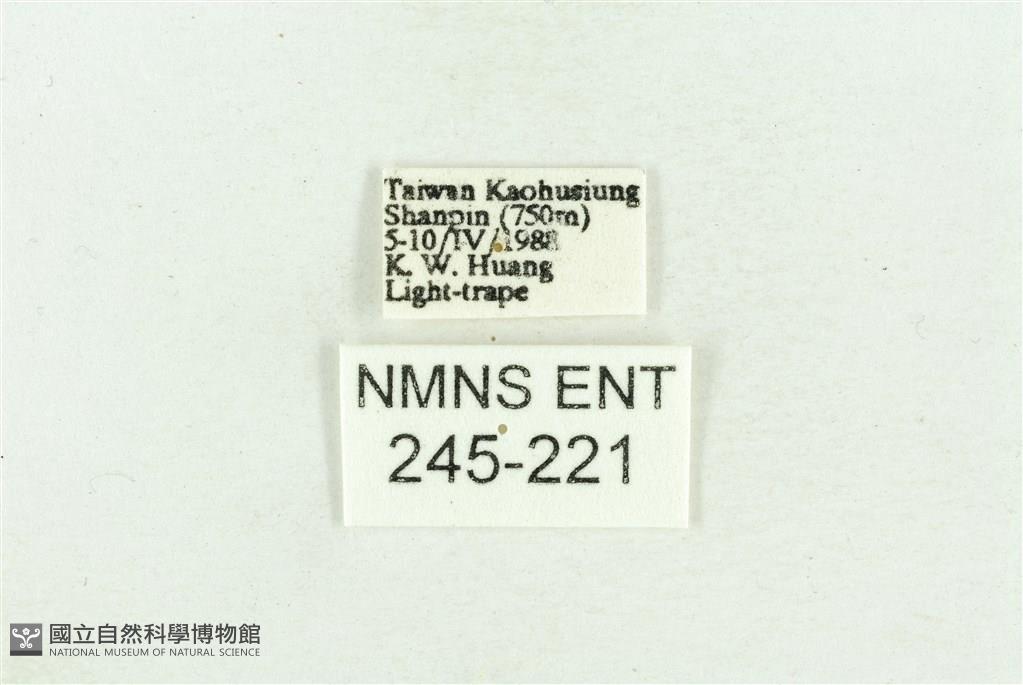 Taiwan Kaohusiung
Shanpin (750m)
5-10/IV/1988
K. W. Huang
Light-trape
NMNS ENT
245-221
國立自然科學博物館
NATIONAL MUSEUM OF NATURAL SCIENCE